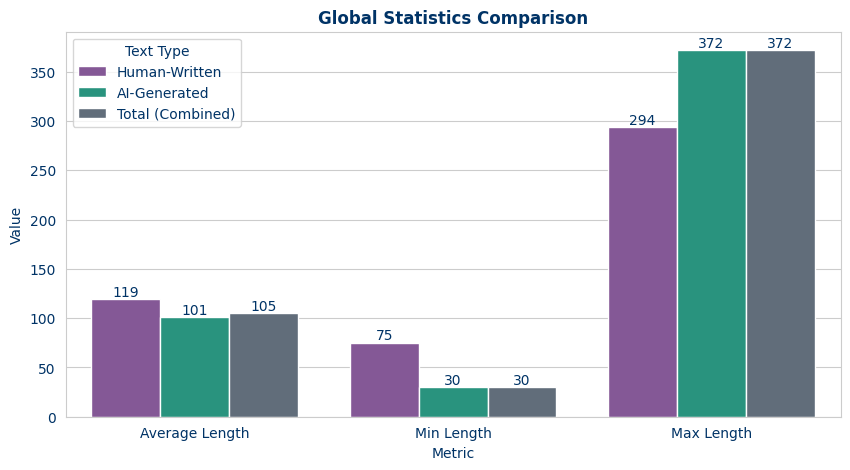 Global Statistics Comparison
Text Type
Human-Written
AI-Generated
Total (Combined)
Value
350
300
250
200
150
100
50
0
119
101
105
75
30
30
294
372
372
Average Length
Min Length
Max Length
Metric